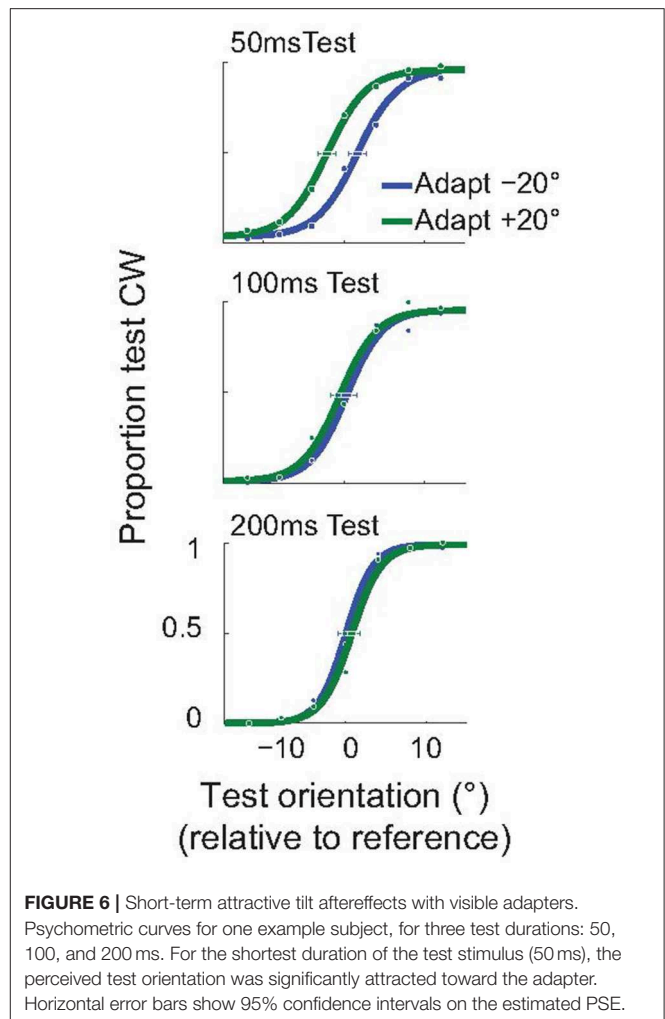 50msTest
Adapt −20°
Adapt +20°
100ms Test
Proportion test CW
200ms Test
1
0.5
0
−10 0 10
Test orientation (°)
(relative to reference)
FIGURE 6 | Short-term attractive tilt aftereffects with visible adapters.
Psychometric curves for one example subject, for three test durations: 50,
100, and 200 ms. For the shortest duration of the test stimulus (50 ms), the
perceived test orientation was significantly attracted toward the adapter.
Horizontal error bars show 95% confidence intervals on the estimated PSE.